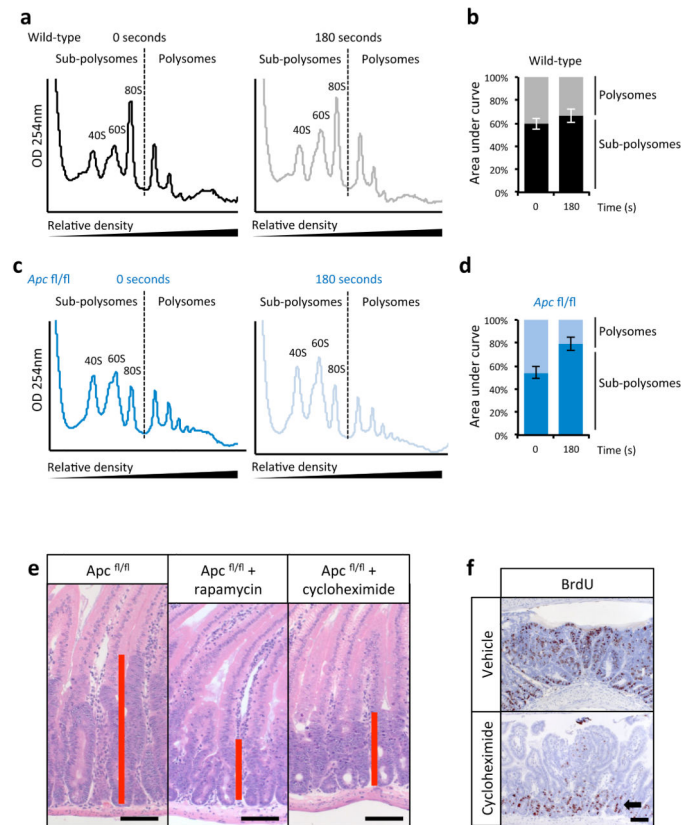 a
Wild-type 0 seconds 180 seconds
Sub-polysomes Polysomes Sub-polysomes Polysomes
OD 254nm
40S 60S 80S
40S 60S 80S
Relative density
b
Wild-type
Area under curve
100%
80%
60%
40%
20%
0%
Polysomes
Sub-polysomes
0 180 Time (s)
c
Apc fl/fl 0 seconds 180 seconds
Sub-polysomes Polysomes Sub-polysomes Polysomes
OD 254nm
40S 60S 80S
40S 60S 80S
Relative density
d
Apc fl/fl
Area under curve
100%
80%
60%
40%
20%
0%
Polysomes
Sub-polysomes
0 180 Time (s)
e
Apc fl/fl
Apc fl/fl +
rapamycin
Apc fl/fl +
cycloheximide
f
BrdU
Vehicle
Cycloheximide